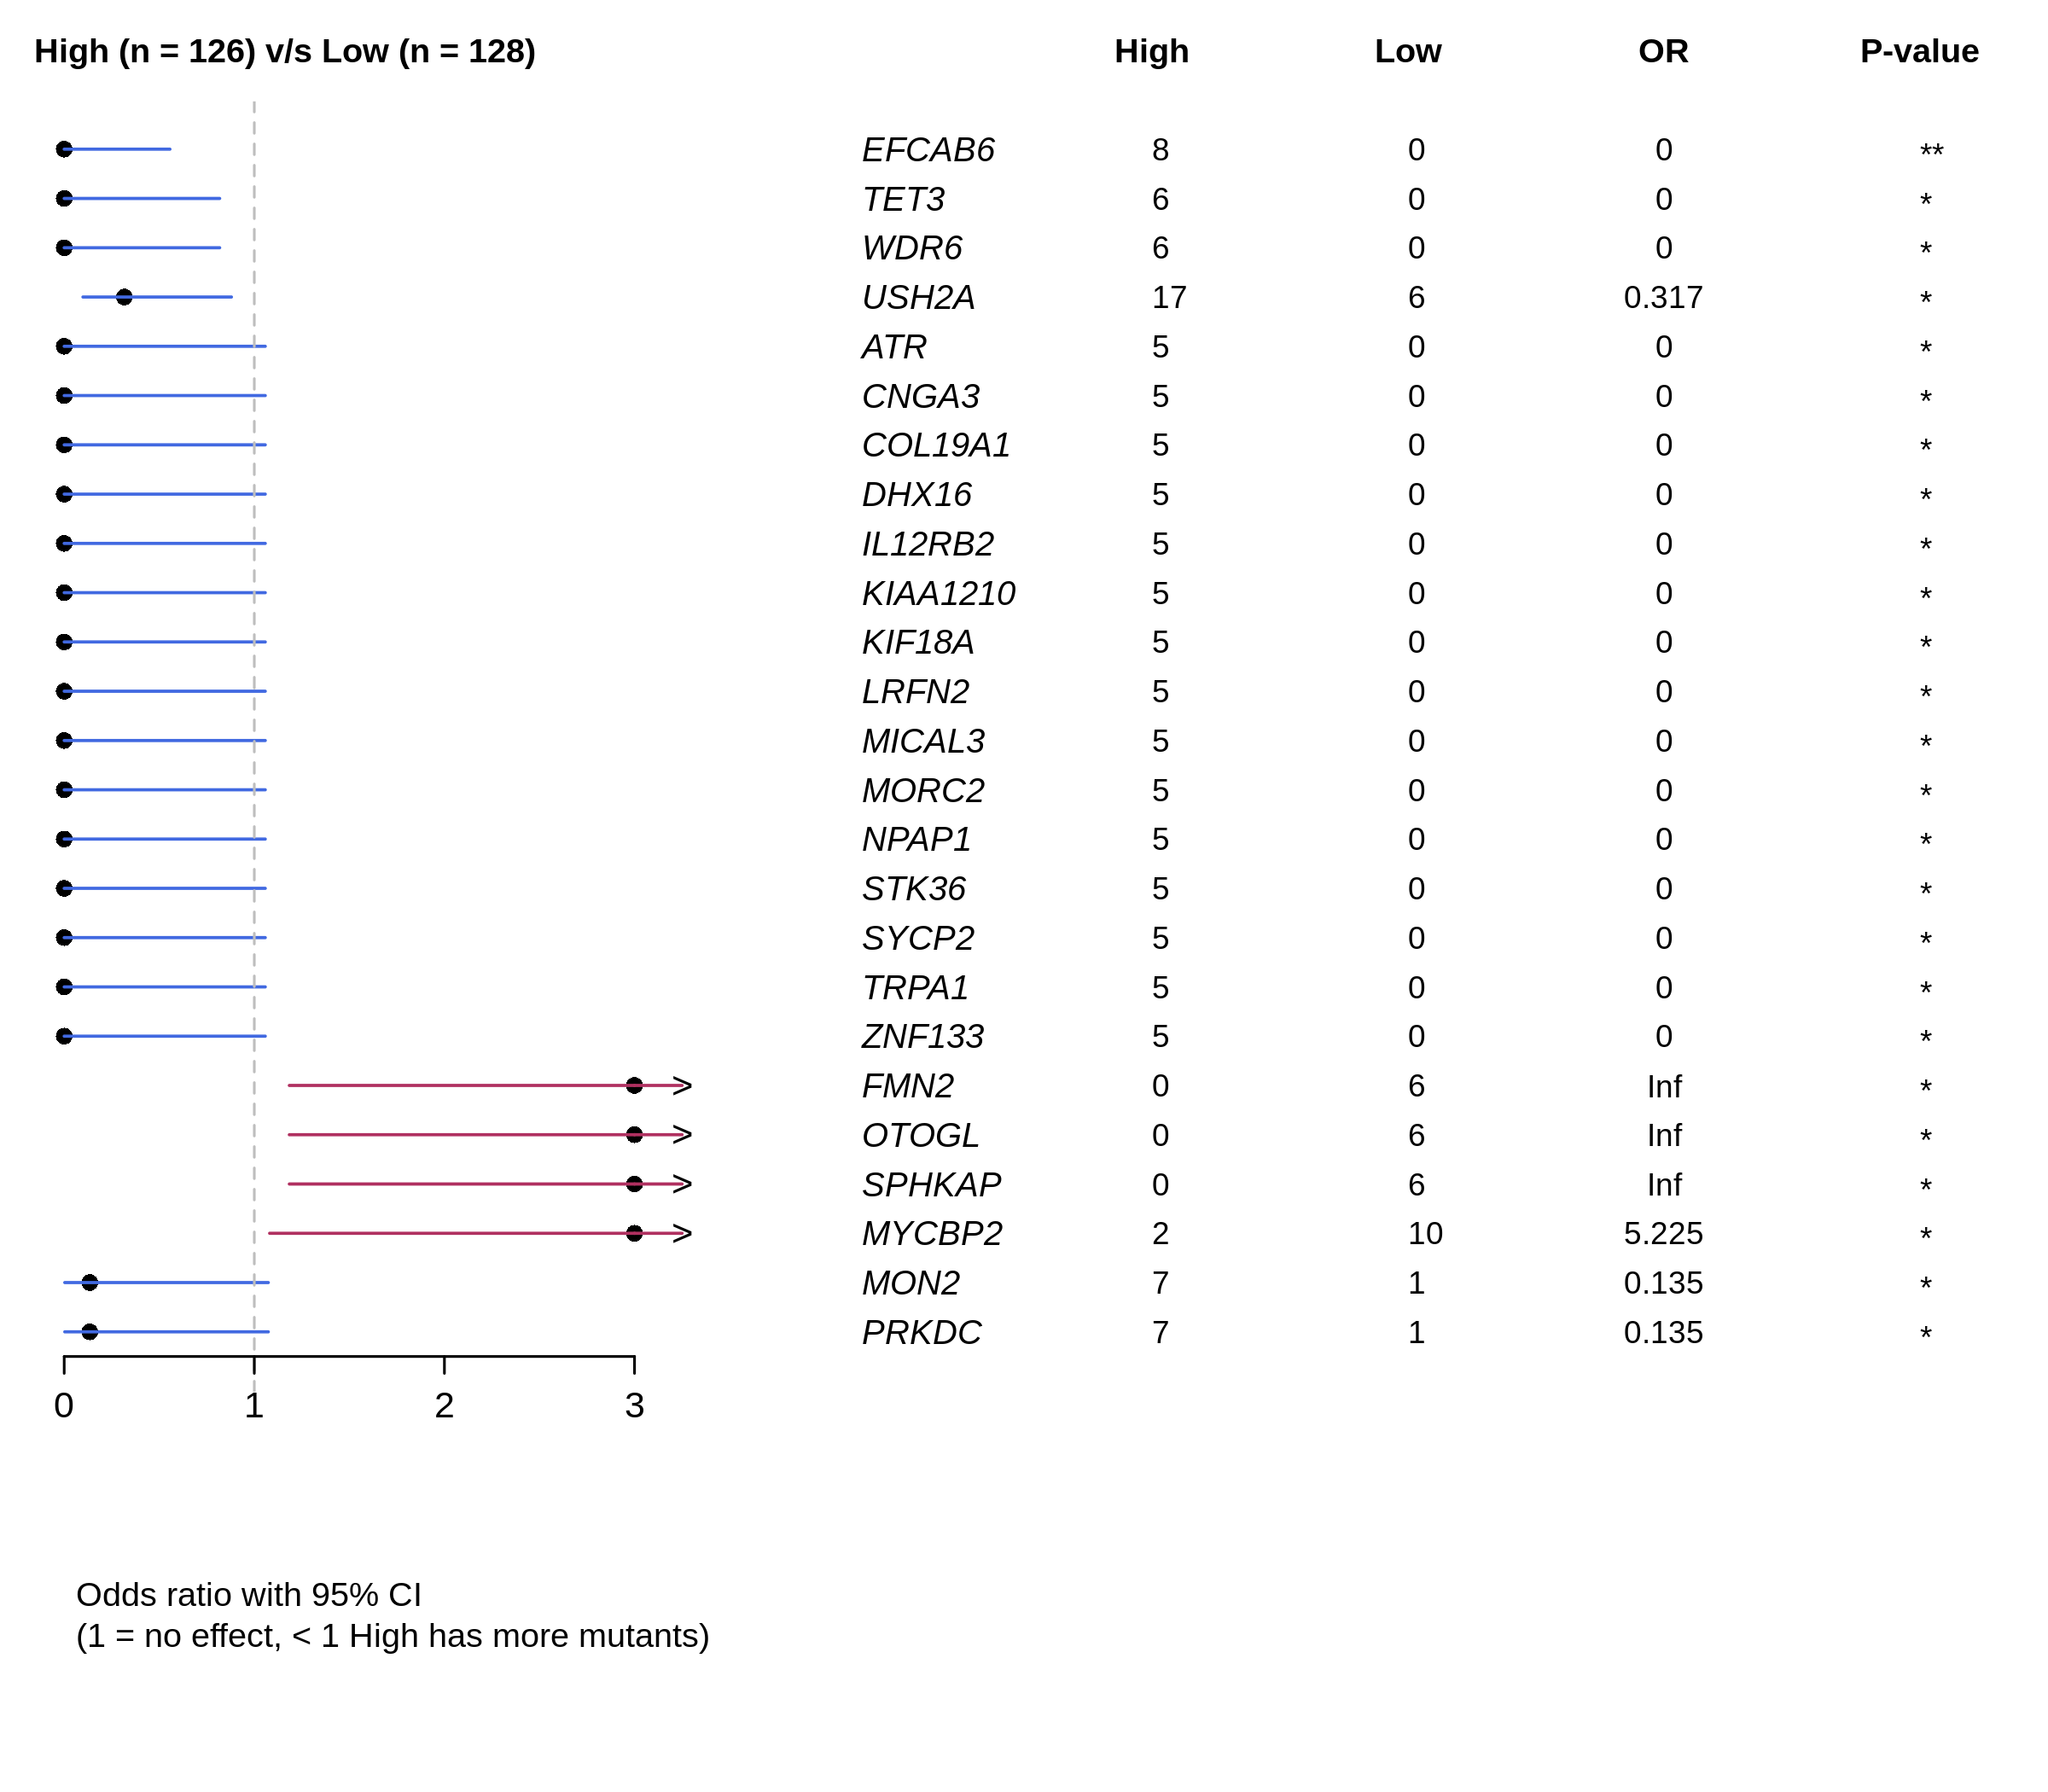 High (n = 126) v/s Low (n = 128) High Low OR P-value
EFCAB6 8 0 0 **
TET3 6 0 0 *
WDR6 6 0 0 *
USH2A 17 6 0.317 *
ATR 5 0 0 *
CNGA3 5 0 0 *
COL19A1 5 0 0 *
DHX16 5 0 0 *
IL12RB2 5 0 0 *
KIAA1210 5 0 0 *
KIF18A 5 0 0 *
LRFN2 5 0 0 *
MICAL3 5 0 0 *
MORC2 5 0 0 *
NPAP1 5 0 0 *
STK36 5 0 0 *
SYCP2 5 0 0 *
TRPA1 5 0 0 *
ZNF133 5 0 0 *
> FMN2 0 6 Inf *
> OTOGL 0 6 Inf *
> SPHKAP 0 6 Inf *
> MYCBP2 2 10 5.225 *
MON2 7 1 0.135 *
PRKDC 7 1 0.135 *
0 1 2 3
Odds ratio with 95% CI
(1 = no effect, < 1 High has more mutants)